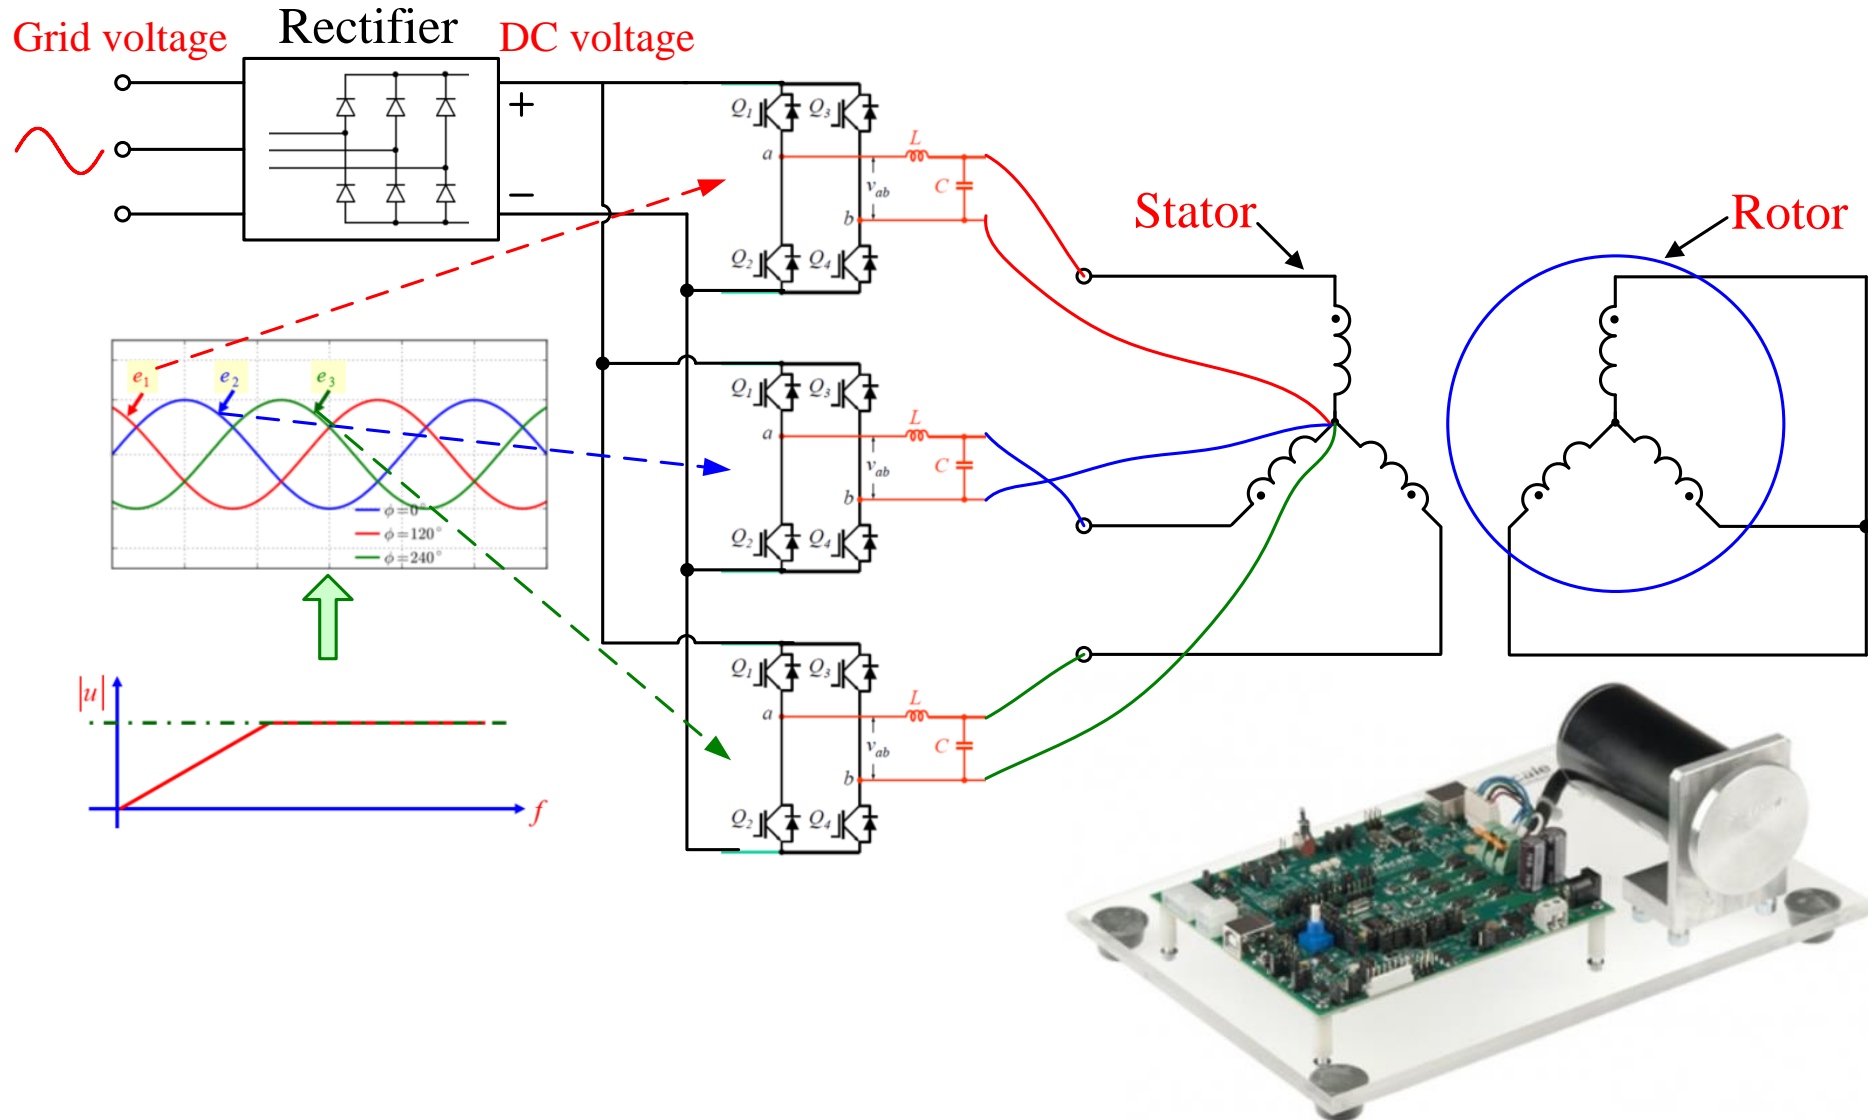 Grid voltage
Rectifier
DC voltage
+
−
Q1
Q3
a
L
C
vab
b
Q2
Q4
Stator
Rotor
e1
e2
e3
ϕ=0°
ϕ=120°
ϕ=240°
Q1
Q3
a
L
C
vab
b
Q2
Q4
|u|
f
Q1
Q3
a
L
C
vab
b
Q2
Q4